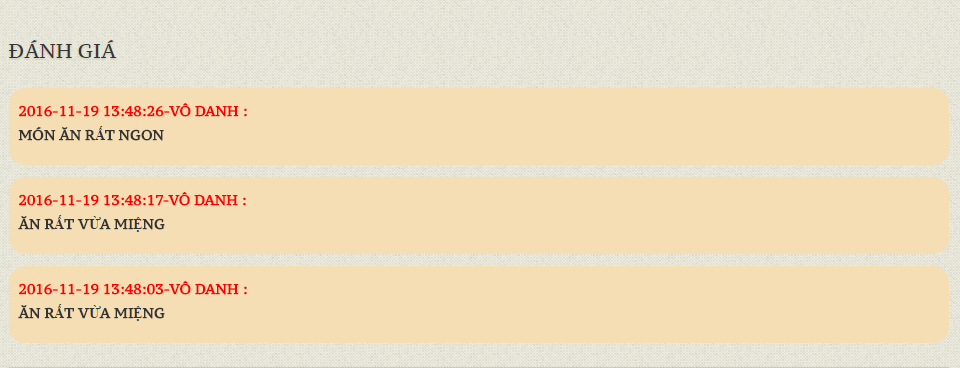 ĐÁNH GIÁ
2016-11-19 13:48:26-VÔ DANH :
MÓN ĂN RẤT NGON
2016-11-19 13:48:17-VÔ DANH :
ĂN RẤT VỪA MIỆNG
2016-11-19 13:48:03-VÔ DANH :
ĂN RẤT VỪA MIỆNG